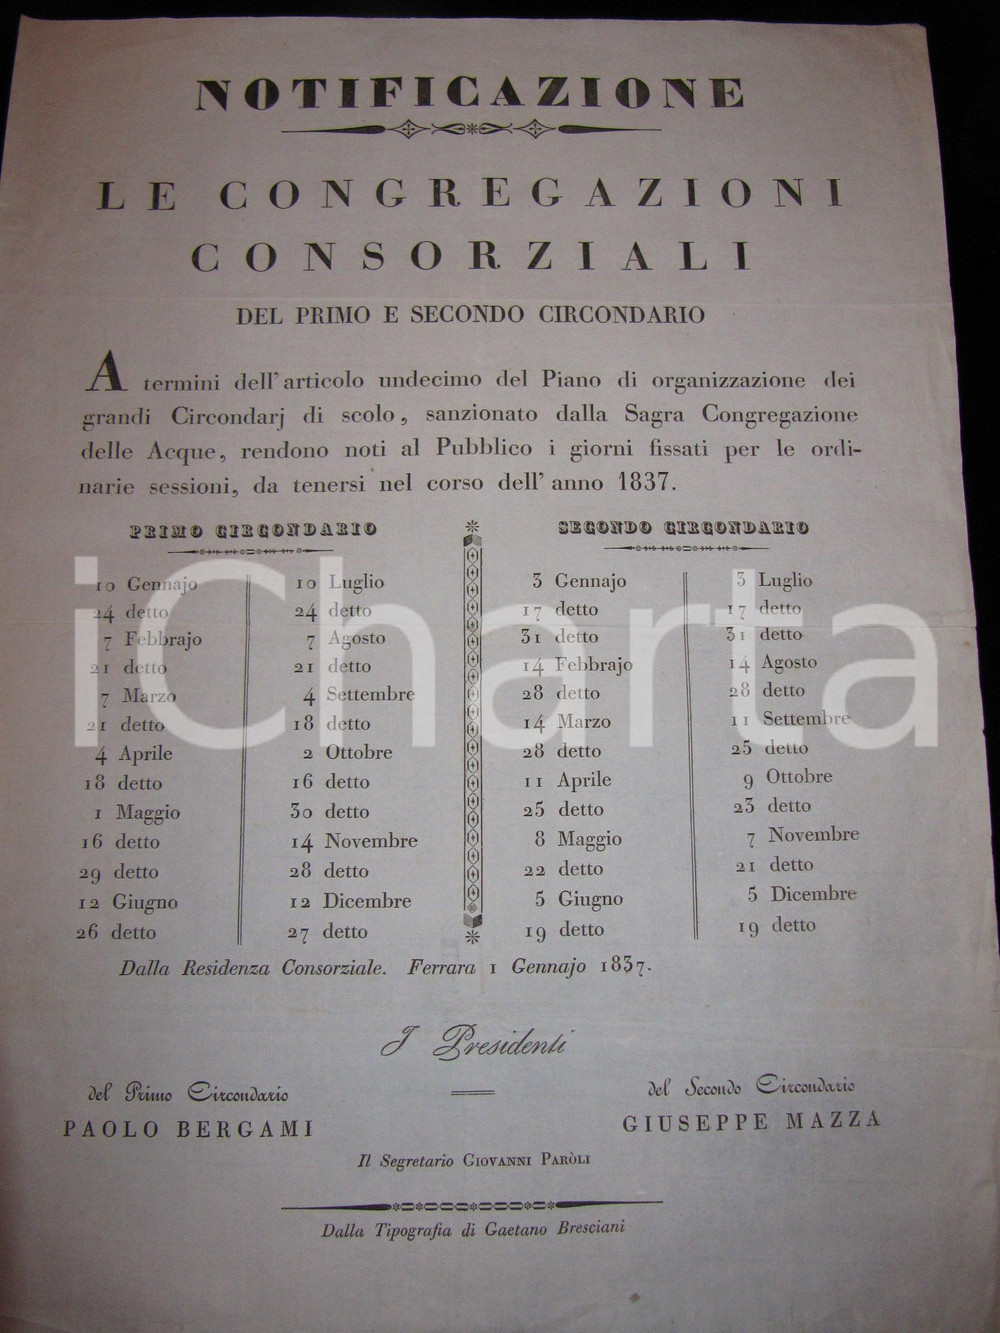 NOTIFICAZIONE
LE CONGREGAZIONI
CONSORZIALI
DEL PRIMO E SECONDO CIRCONDARIO
A termini dell'articolo undecimo del Piano di organizzazione dei
grandi Circondarj di scolo, sanzionato dalla Sagra Congregazione
delle Acque, rendono noti al Pubblico i giorni fissati per le ordi-
narie sessioni, da tenersi nel corso dell'anno 1837.
PRIMO CIRCONDARIO
10 Gennajo
24 detto
7 Febbrajo
21 detto
7 Marzo
21 detto
4 Aprile
18 detto
1 Maggio
16 detto
29 detto
12 Giugno
26 detto
10 Luglio
24 detto
7 Agosto
21 detto
4 Settembre
18 detto
2 Ottobre
16 detto
30 detto
14 Novembre
28 detto
12 Dicembre
27 detto
SECONDO CIRCONDARIO
3 Gennajo
17 detto
31 detto
14 Febbrajo
28 detto
14 Marzo
28 detto
11 Aprile
25 detto
8 Maggio
22 detto
5 Giugno
19 detto
3 Luglio
17 detto
31 detto
14 Agosto
28 detto
11 Settembre
25 detto
9 Ottobre
23 detto
7 Novembre
21 detto
5 Dicembre
19 detto
iCharta
Dalla Residenza Consorziale. Ferrara 1 Gennajo 1837.
I Presidenti
del Primo Circondario
PAOLO BERGAMI
del Secondo Circondario
GIUSEPPE MAZZA
Il Segretario GIOVANNI PARÒLI
Dalla Tipografia di Gaetano Bresciani